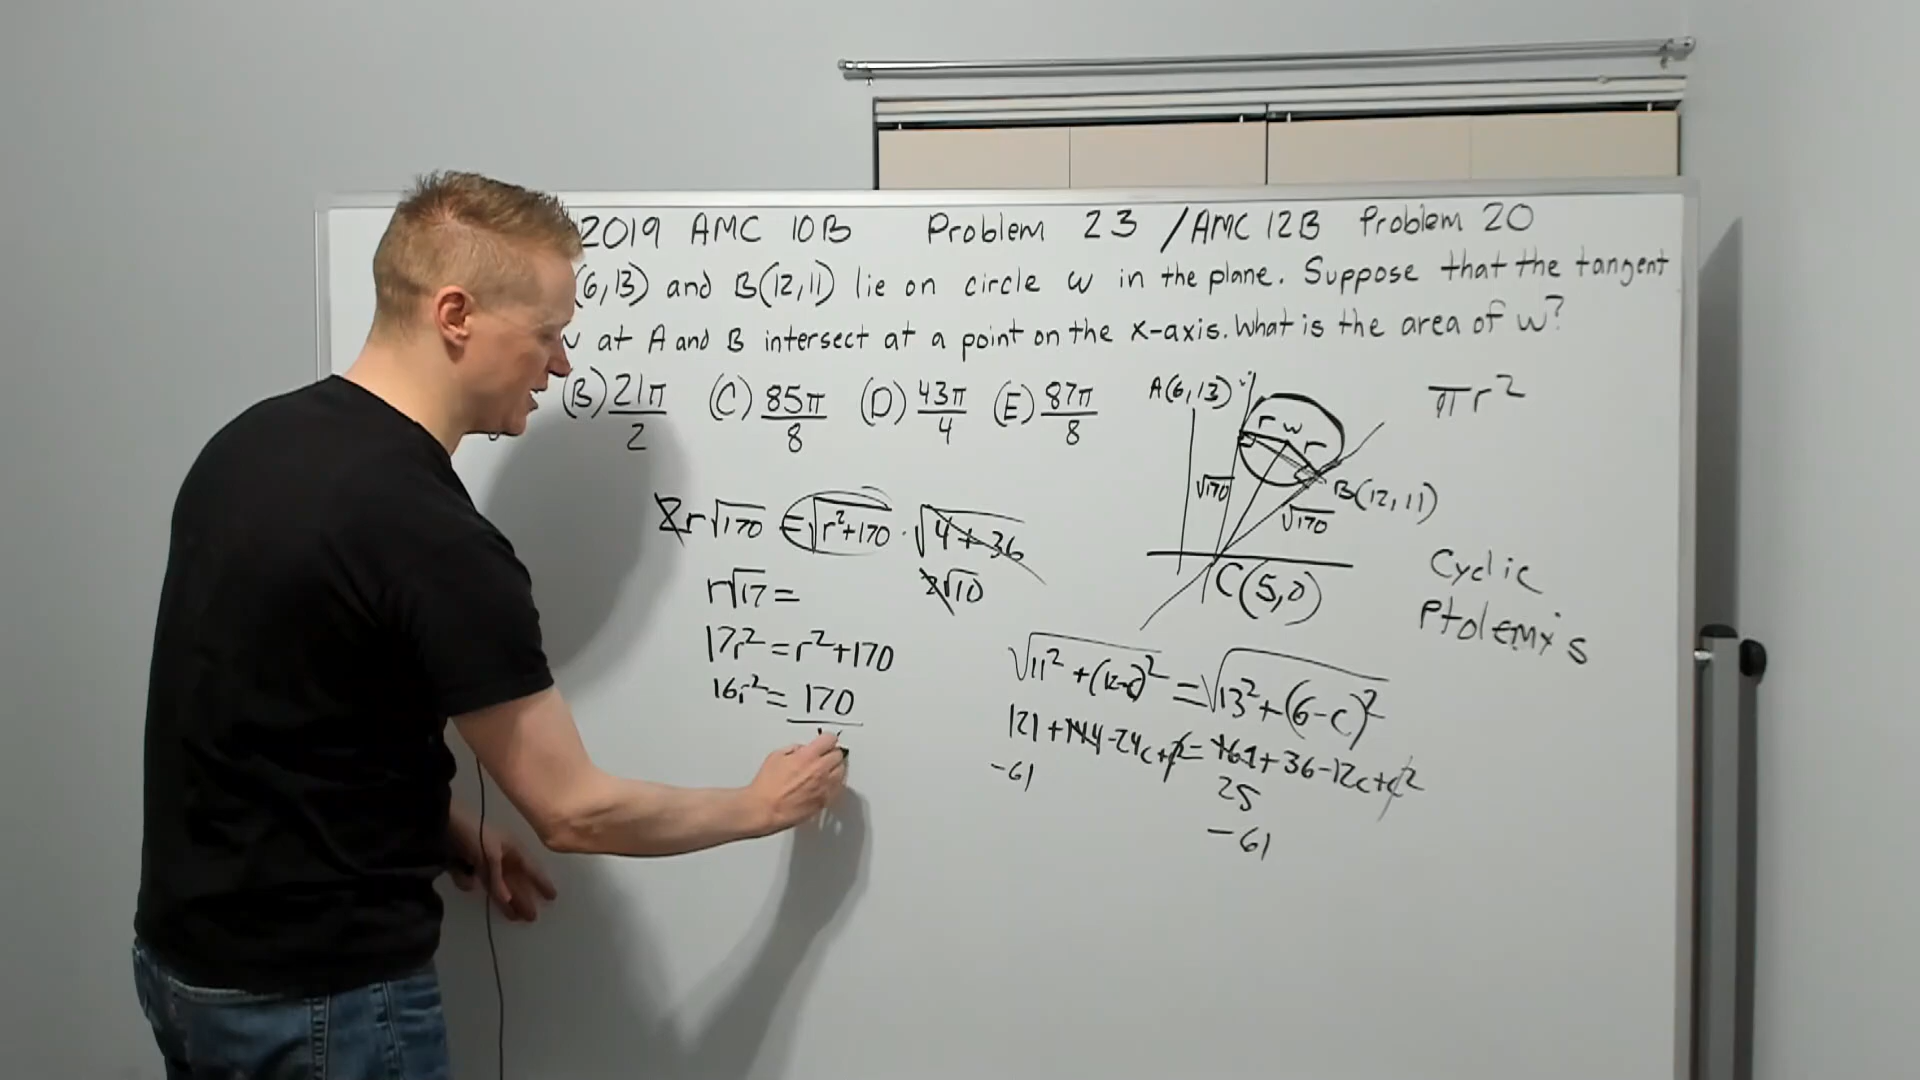 2019 AMC 10B Problem 23 / AMC 12B Problem 20
(6,13) and B(12,11) lie on circle w in the plane. Suppose that the tangent
at A and B intersect at a point on the x-axis. What is the area of w?
(B) 21π/2 (C) 85π/8 (D) 43π/4 (E) 87π/8
A(6,13)
πr²
r w r
√170
B(12,11)
√170
C(5,0)
Cyclic
Ptolemy's
2r√170 = √r²+170 · √4+36
r√17 =
2√10
17r² = r²+170
16r² = 170
√11²+(12-c)² = √13²+(6-c)²
121+144-24c+c² = 169+36-12c+c²
-61
25
-61